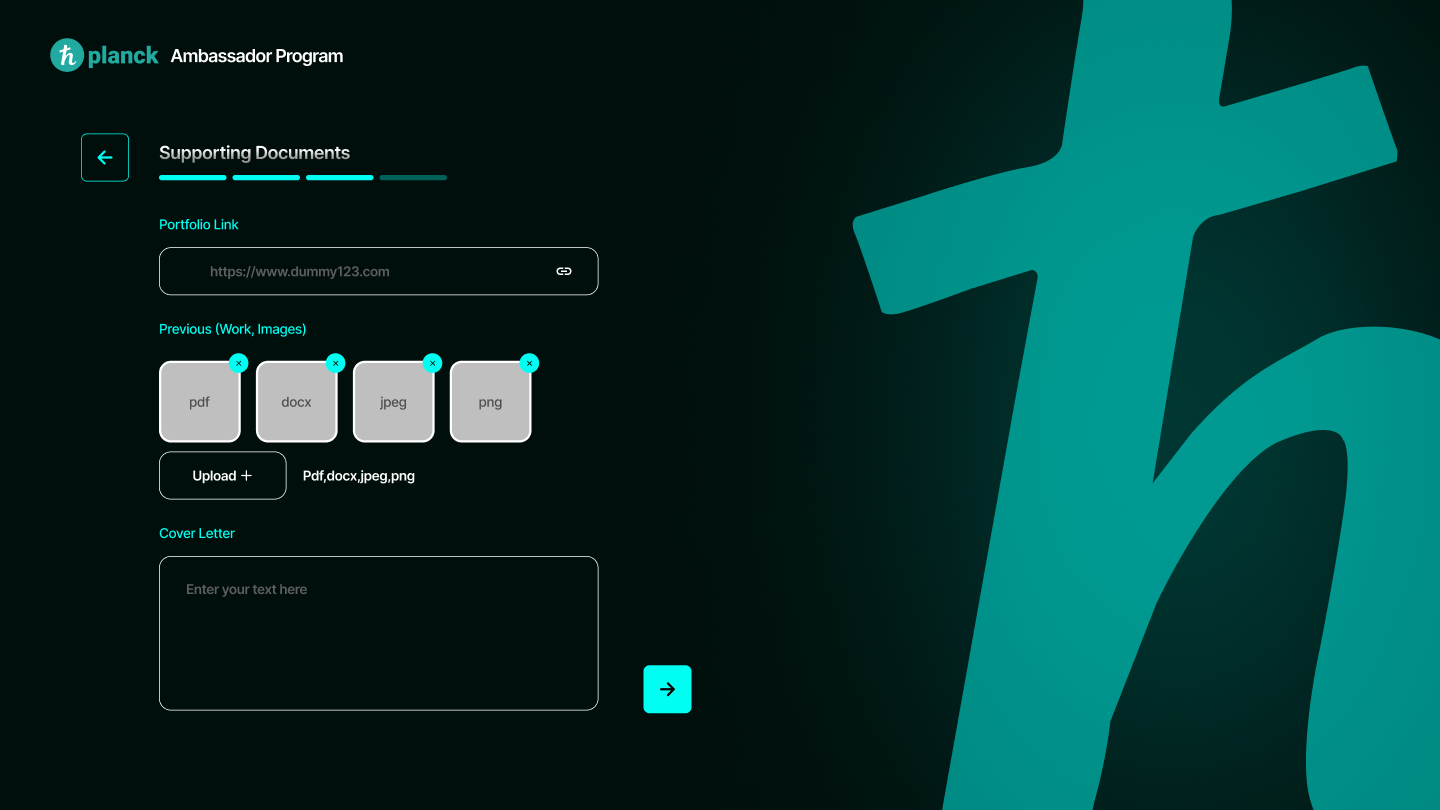 ħ planck Ambassador Program
Supporting Documents
Portfolio Link
https://www.dummy123.com
Previous (Work, Images)
pdf docx jpeg png
Upload + Pdf,docx,jpeg,png
Cover Letter
Enter your text here
ħ